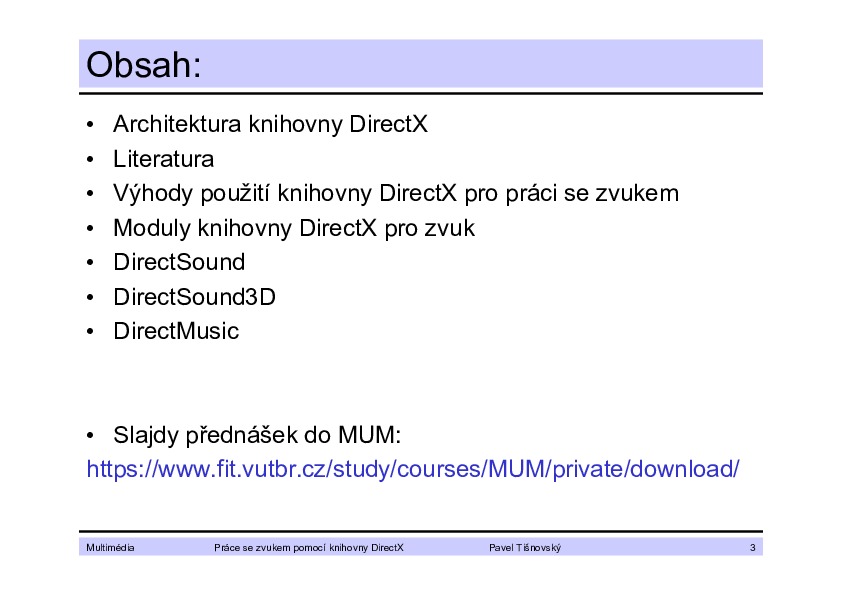 Obsah:
• Architektura knihovny DirectX
• Literatura
• Výhody použití knihovny DirectX pro práci se zvukem
• Moduly knihovny DirectX pro zvuk
• DirectSound
• DirectSound3D
• DirectMusic
• Slajdy přednášek do MUM:
https://www.fit.vutbr.cz/study/courses/MUM/private/download/
Multimédia Práce se zvukem pomocí knihovny DirectX Pavel Tišnovský 3